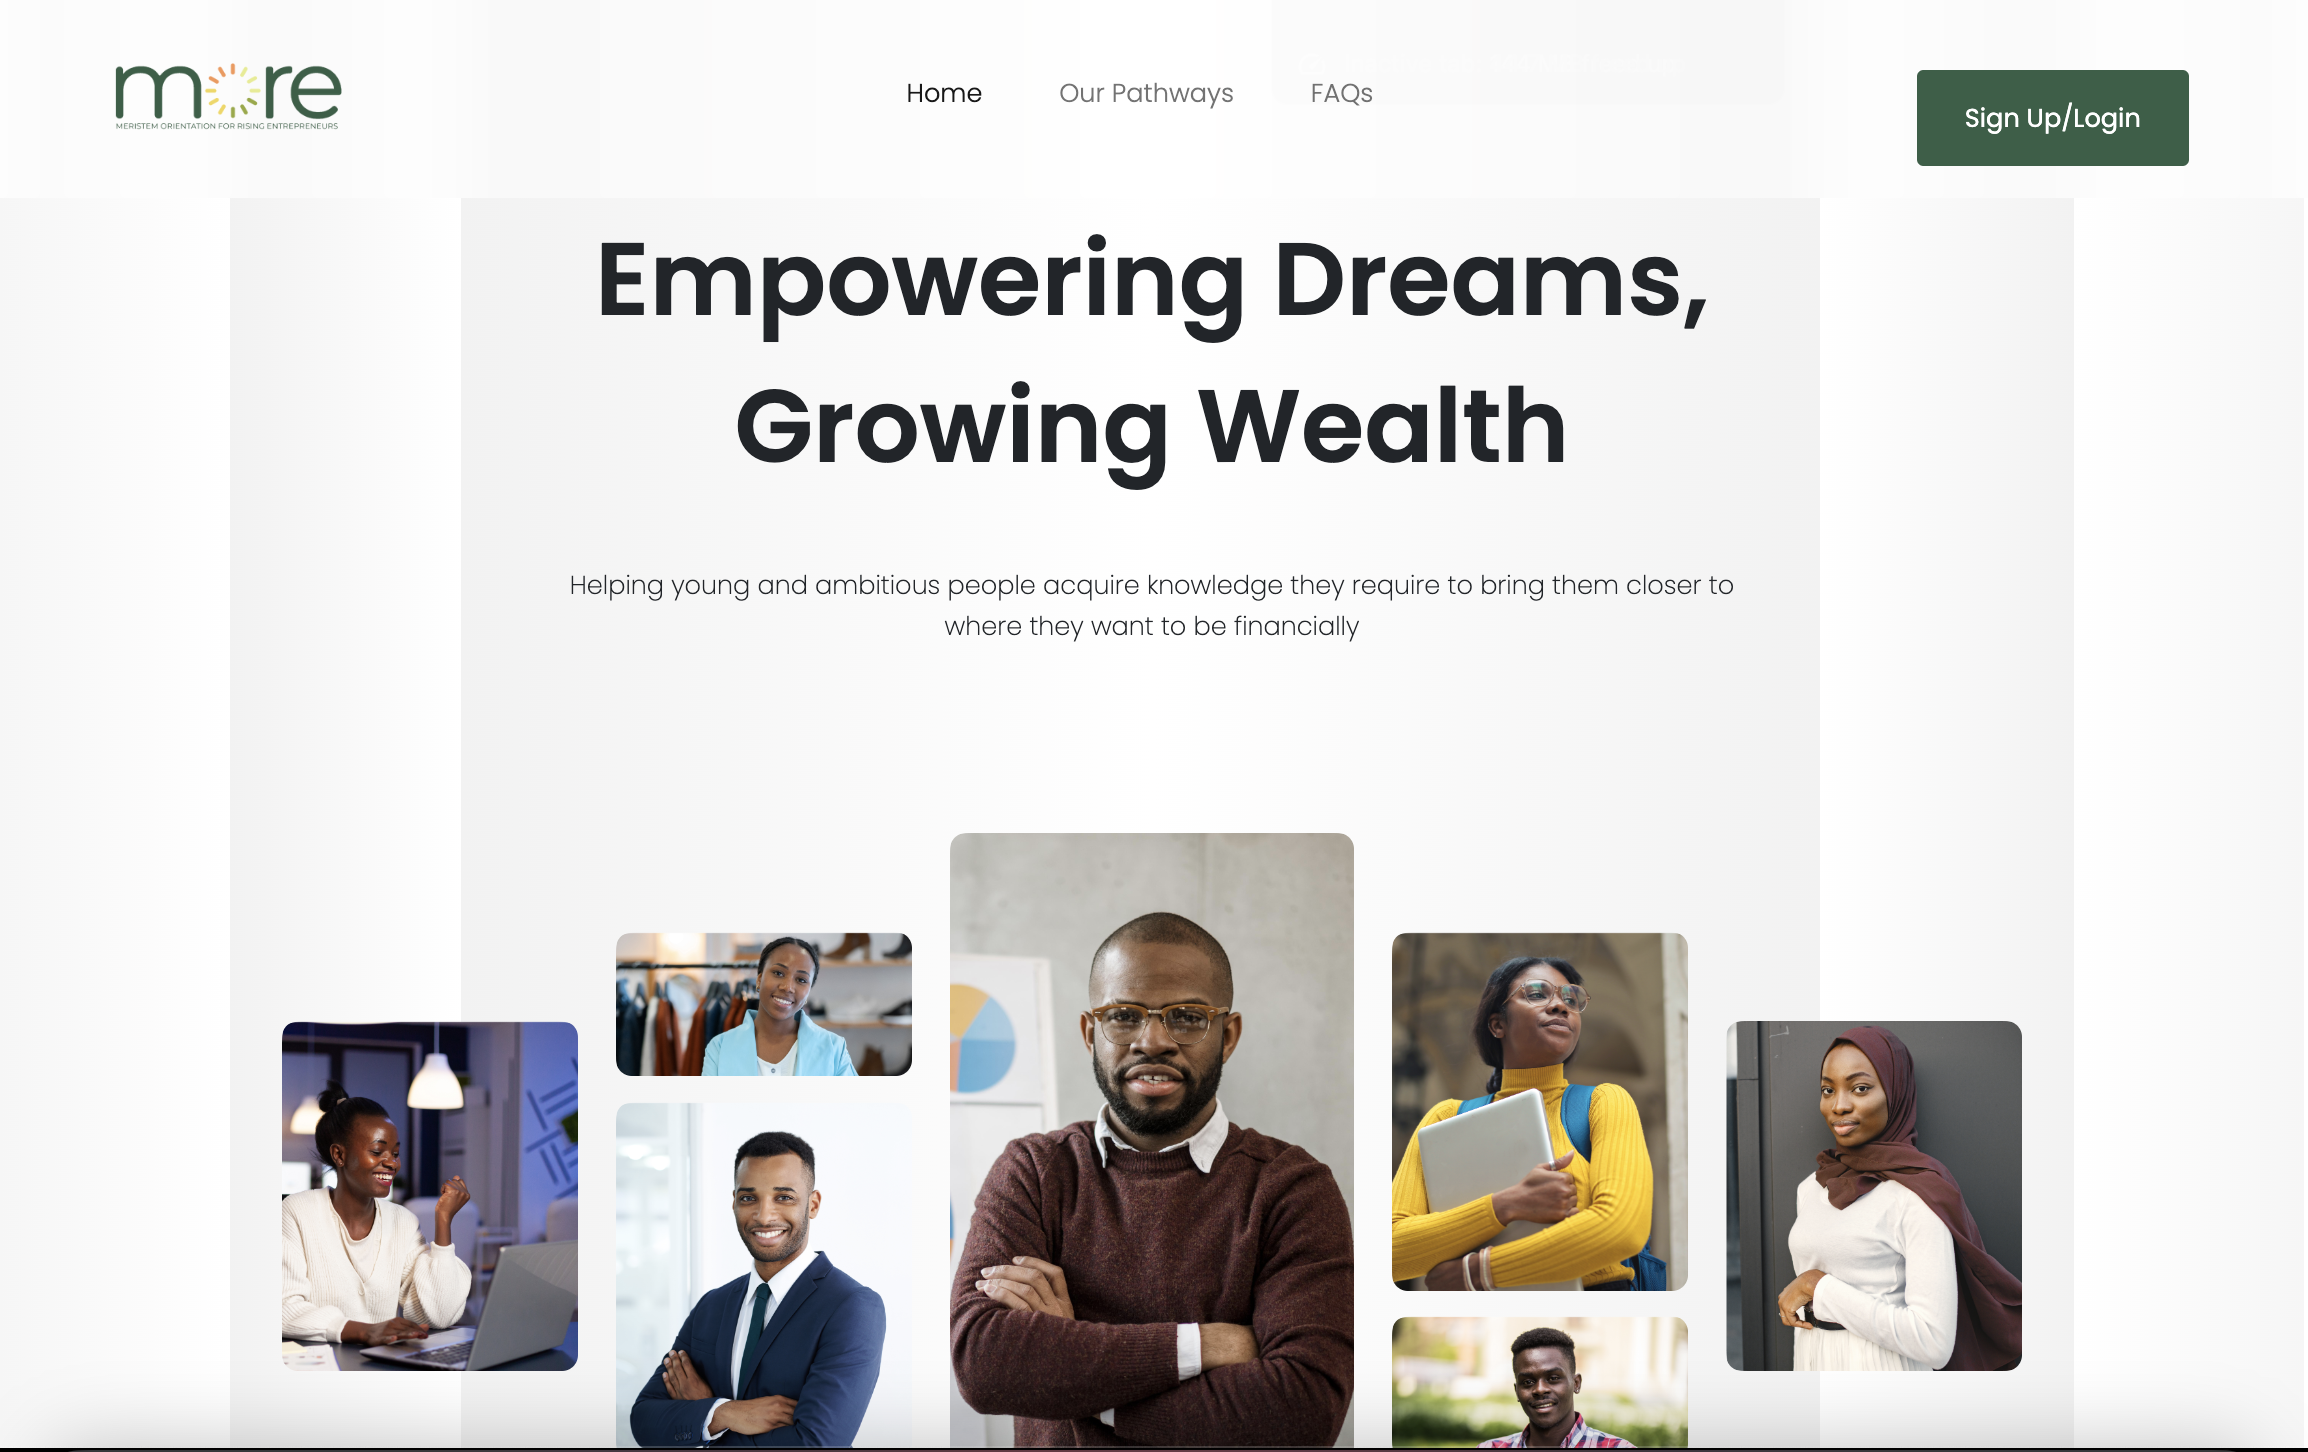 more
MERISTEM ORIENTATION FOR RISING ENTREPRENEURS
Home
Our Pathways
FAQs
Sign Up/Login
Empowering Dreams,
Growing Wealth
Helping young and ambitious people acquire knowledge they require to bring them closer to
where they want to be financially